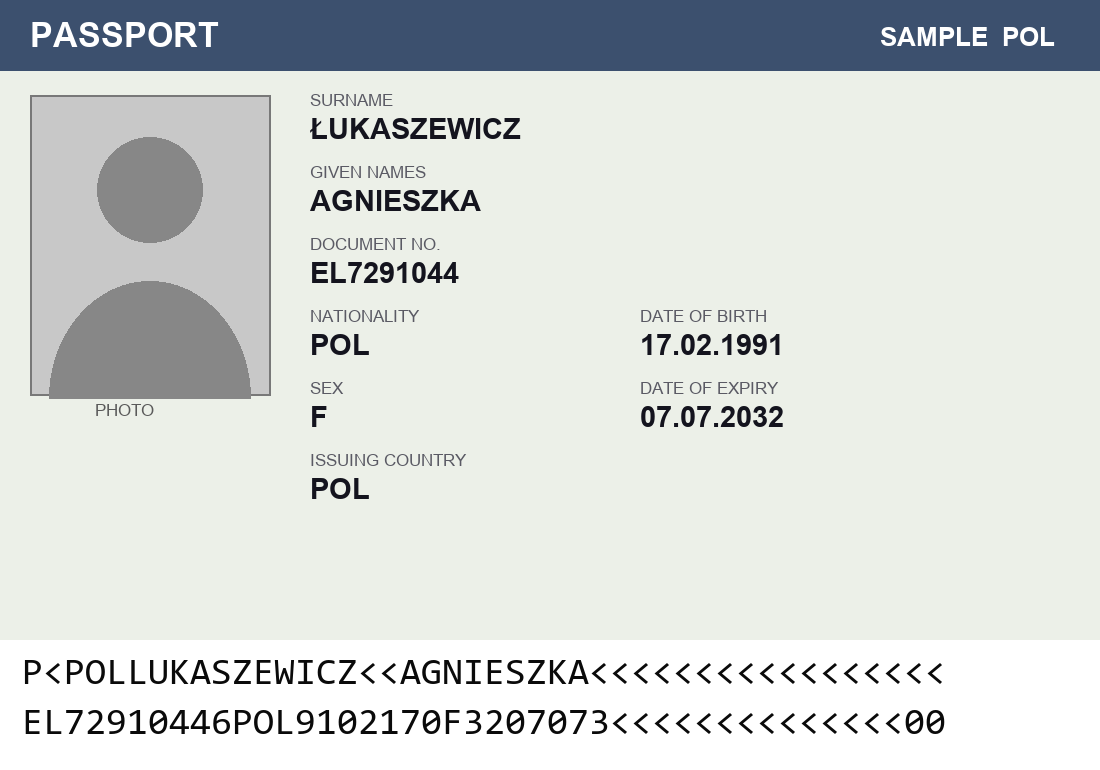 PASSPORT SAMPLE POL
SURNAME
ŁUKASZEWICZ
GIVEN NAMES
AGNIESZKA
DOCUMENT NO.
EL7291044
NATIONALITY DATE OF BIRTH
POL 17.02.1991
SEX DATE OF EXPIRY
F 07.07.2032
PHOTO
ISSUING COUNTRY
POL
P<POLLUKASZEWICZ<<AGNIESZKA<<<<<<<<<<<<<<<<<
EL72910446POL9102170F3207073<<<<<<<<<<<<<<00